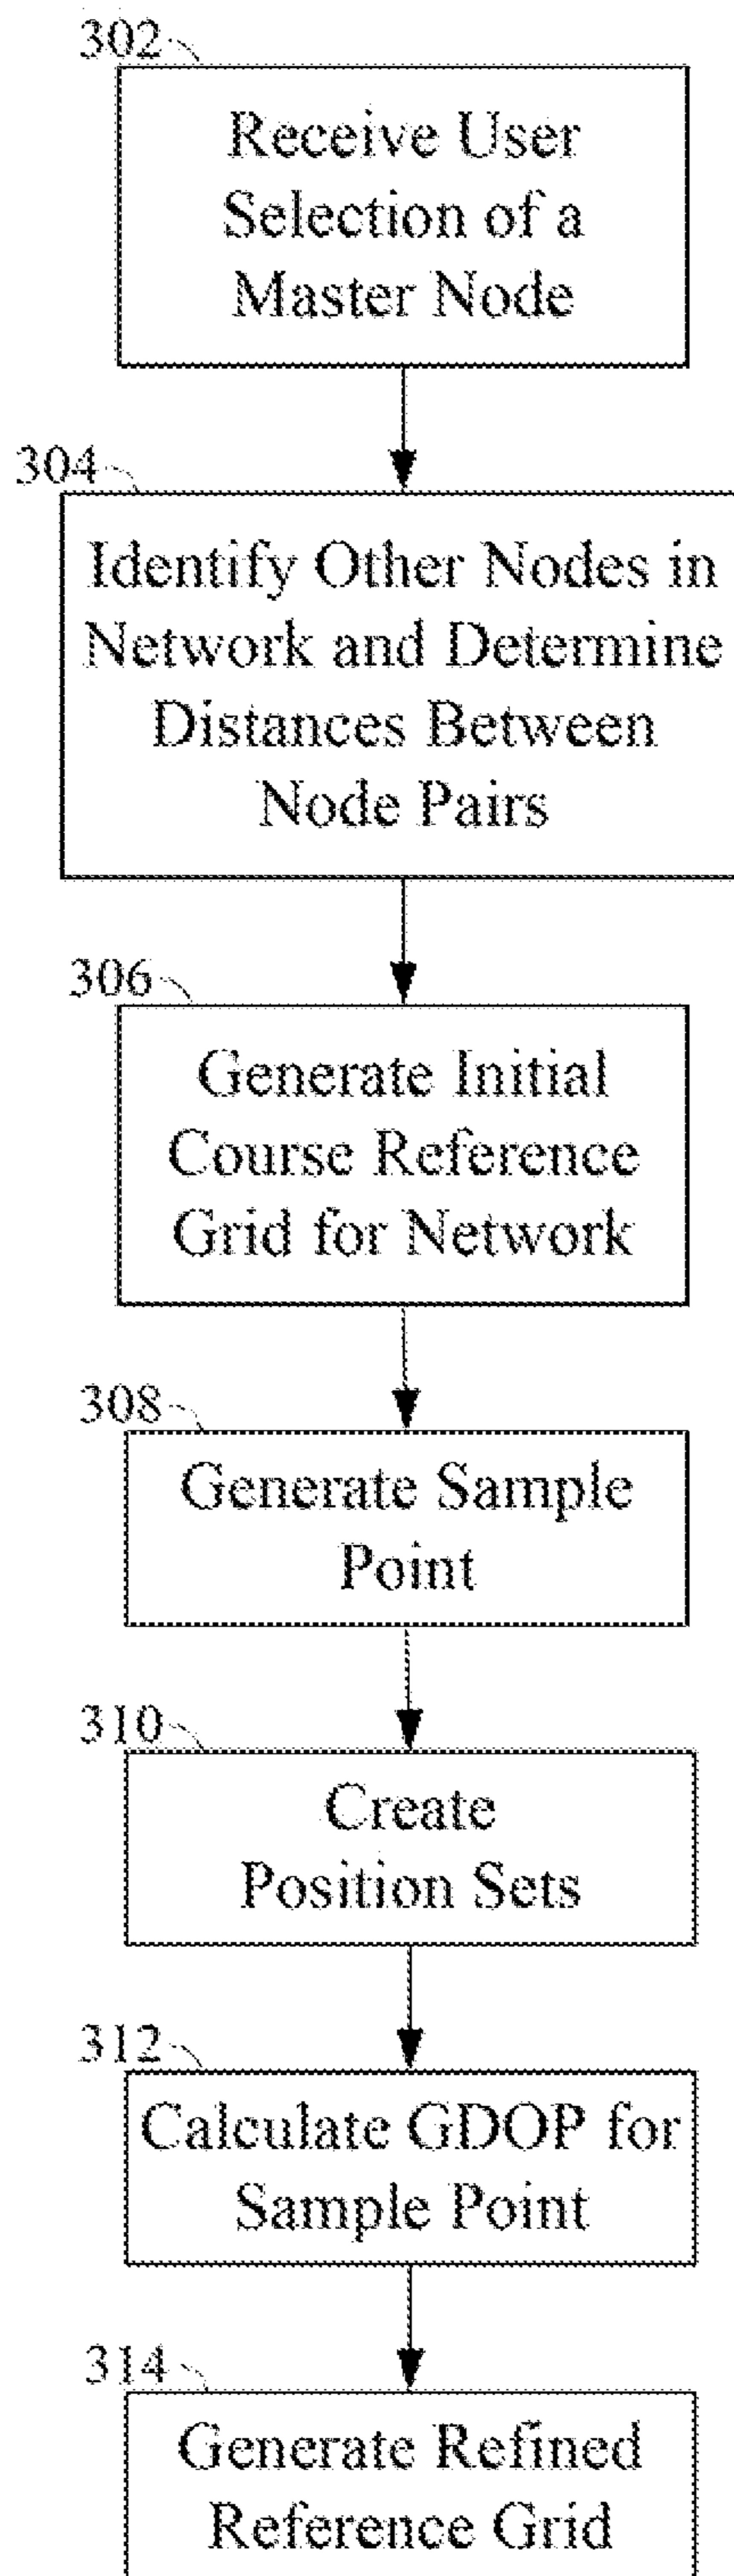 302
Receive User
Selection of a
Master Node
304
Identify Other Nodes in
Network and Determine
Distances Between
Node Pairs
306
Generate Initial
Course Reference
Grid for Network
308
Generate Sample
Point
310
Create
Position Sets
312
Calculate GDOP for
Sample Point
314
Generate Refined
Reference Grid